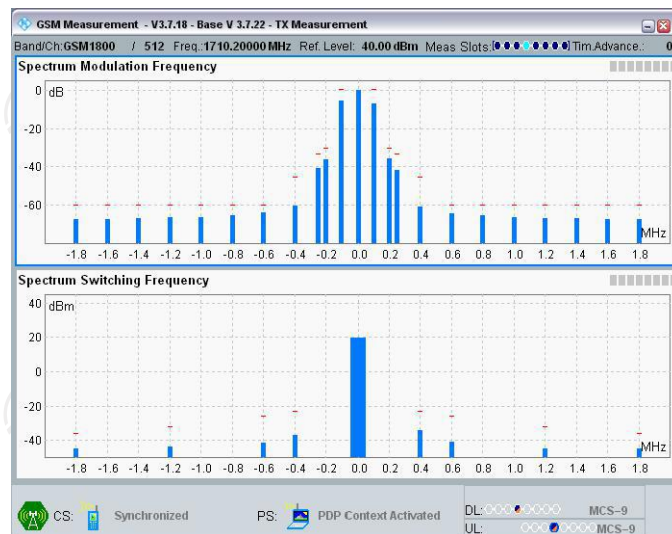 GSM Measurement - V3.7.18 - Base V 3.7.22 - TX Measurement
Band/Ch:GSM1800 / 512 Freq.:1710.20000 MHz Ref. Level: 40.00 dBm Meas Slots: Tim.Advance.: 0
Spectrum Modulation Frequency
0 dB
-20
-40
-60
MHz
-1.8 -1.6 -1.4 -1.2 -1.0 -0.8 -0.6 -0.4 -0.2 0.0 0.2 0.4 0.6 0.8 1.0 1.2 1.4 1.6 1.8
Spectrum Switching Frequency
40 dBm
20
0
-20
-40
MHz
-1.8 -1.6 -1.4 -1.2 -1.0 -0.8 -0.6 -0.4 -0.2 0.0 0.2 0.4 0.6 0.8 1.0 1.2 1.4 1.6 1.8
CS: Synchronized PS: PDP Context Activated
DL: MCS-9
UL: MCS-9